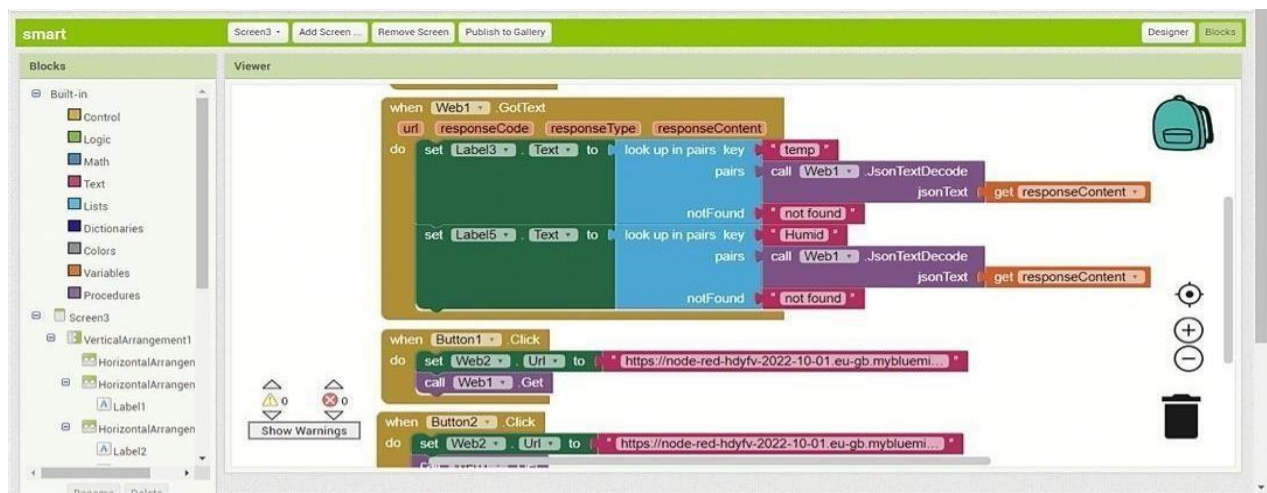 smart
Screen3 Add Screen ... Remove Screen Publish to Gallery
Designer Blocks
Blocks
Viewer
Built-in
Control
Logic
Math
Text
Lists
Dictionaries
Colors
Variables
Procedures
Screen3
VerticalArrangement1
HorizontalArrangen
HorizontalArrangen
Label1
HorizontalArrangen
Label2
Rename Delete
when Web1 .GotText
url responseCode responseType responseContent
do set Label3 . Text to look up in pairs key " temp "
pairs call Web1 .JsonTextDecode
jsonText get responseContent
notFound " not found "
set Label5 . Text to look up in pairs key " Humid "
pairs call Web1 .JsonTextDecode
jsonText get responseContent
notFound " not found "
when Button1 .Click
do set Web2 . Url to " https://node-red-hdyfv-2022-10-01.eu-gb.mybluemi... "
call Web1 .Get
when Button2 .Click
do set Web2 . Url to " https://node-red-hdyfv-2022-10-01.eu-gb.mybluemi... "
0 0
Show Warnings